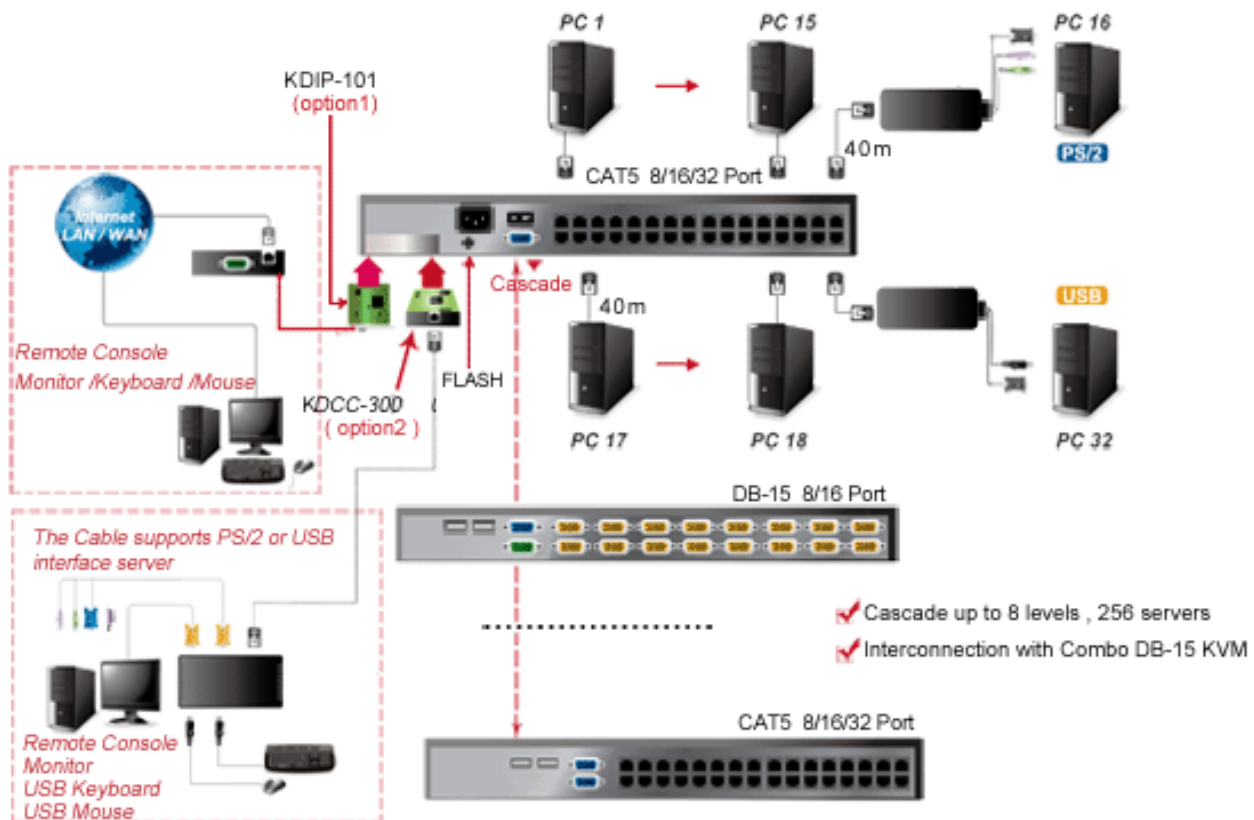 PC 1
PC 15
PC 16
KDIP-101
(option1)
40m
PS/2
CAT5 8/16/32 Port
Internet
LAN / WAN
Cascade
USB
40m
Remote Console
Monitor /Keyboard /Mouse
FLASH
KDCC-300
( option2 )
PC 17
PC 18
PC 32
DB-15 8/16 Port
The Cable supports PS/2 or USB
interface server
Cascade up to 8 levels , 256 servers
Interconnection with Combo DB-15 KVM
CAT5 8/16/32 Port
Remote Console
Monitor
USB Keyboard
USB Mouse